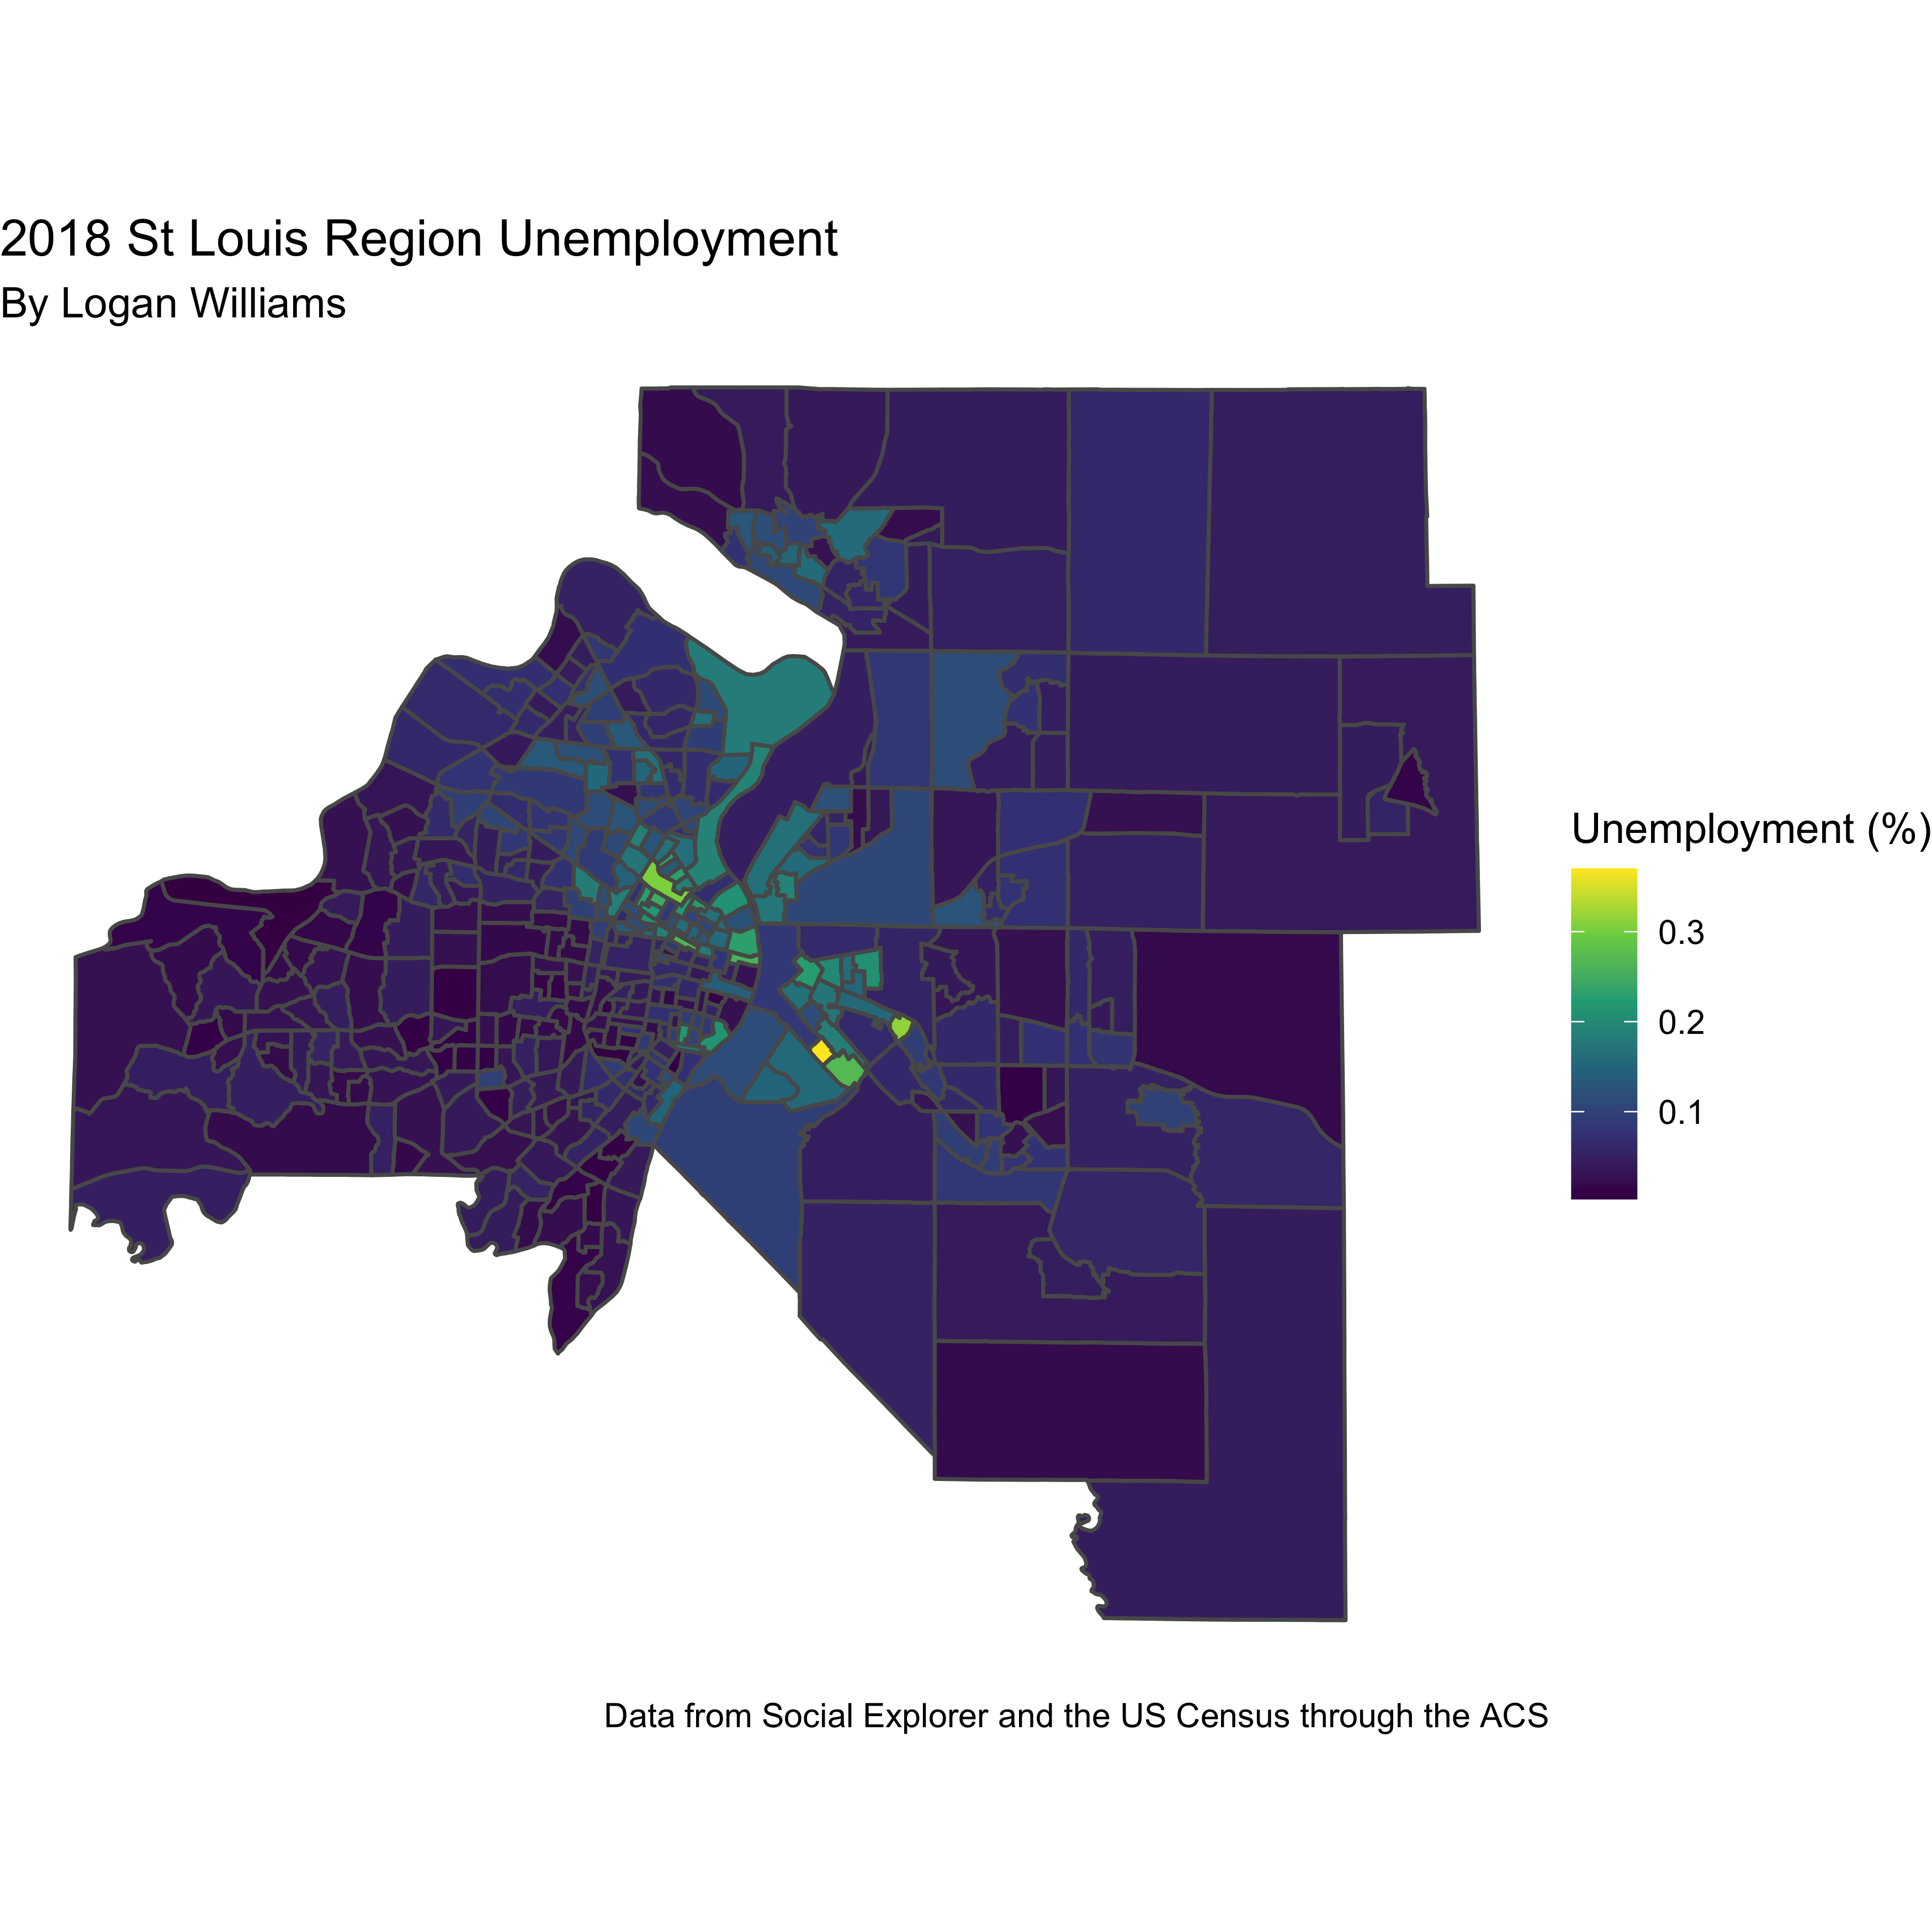 2018 St Louis Region Unemployment
By Logan Williams
Unemployment (%)
0.3
0.2
0.1
Data from Social Explorer and the US Census through the ACS